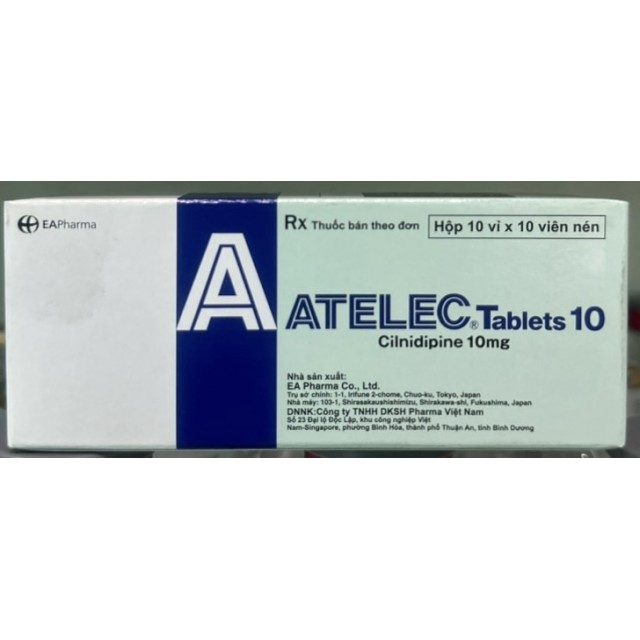 EAPharma
Rx Thuốc bán theo đơn
Hộp 10 vỉ x 10 viên nén
A
ATELEC® Tablets 10
Cilnidipine 10mg
Nhà sản xuất:
EA Pharma Co., Ltd.
Trụ sở chính: 1-1, Irifune 2-chome, Chuo-ku, Tokyo, Japan
Nhà máy: 103-1, Shirasakaushishimizu, Shirakawa-shi, Fukushima, Japan
DNNK:Công ty TNHH DKSH Pharma Việt Nam
Số 23 Đại lộ Độc Lập, khu công nghiệp Việt
Nam-Singapore, phường Bình Hòa, thành phố Thuận An, tỉnh Bình Dương